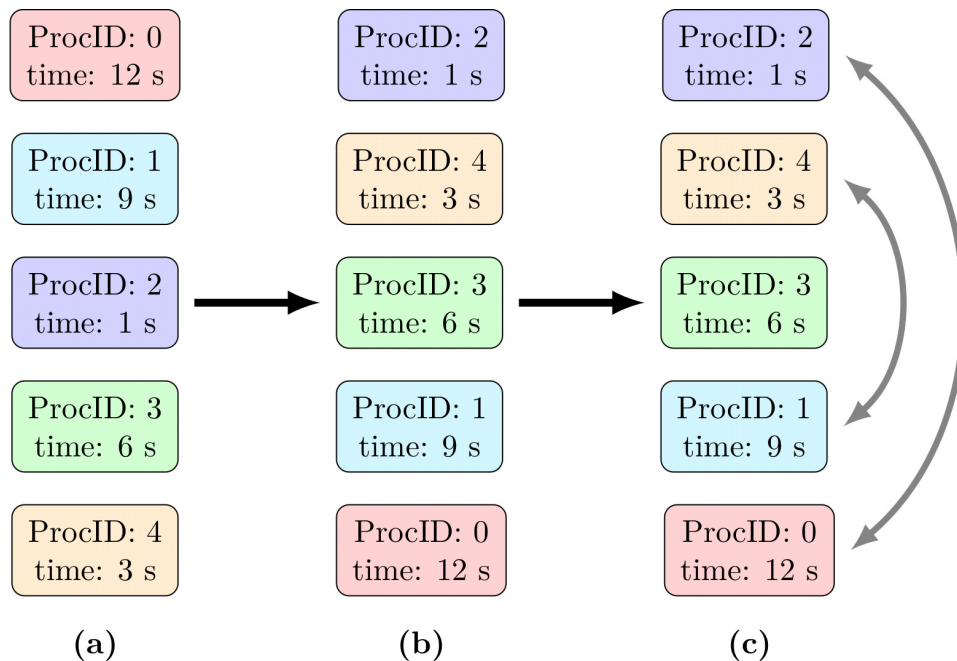 ProcID: 0
time: 12 s
ProcID: 1
time: 9 s
ProcID: 2
time: 1 s
ProcID: 3
time: 6 s
ProcID: 4
time: 3 s
(a)
ProcID: 2
time: 1 s
ProcID: 4
time: 3 s
ProcID: 3
time: 6 s
ProcID: 1
time: 9 s
ProcID: 0
time: 12 s
(b)
ProcID: 2
time: 1 s
ProcID: 4
time: 3 s
ProcID: 3
time: 6 s
ProcID: 1
time: 9 s
ProcID: 0
time: 12 s
(c)